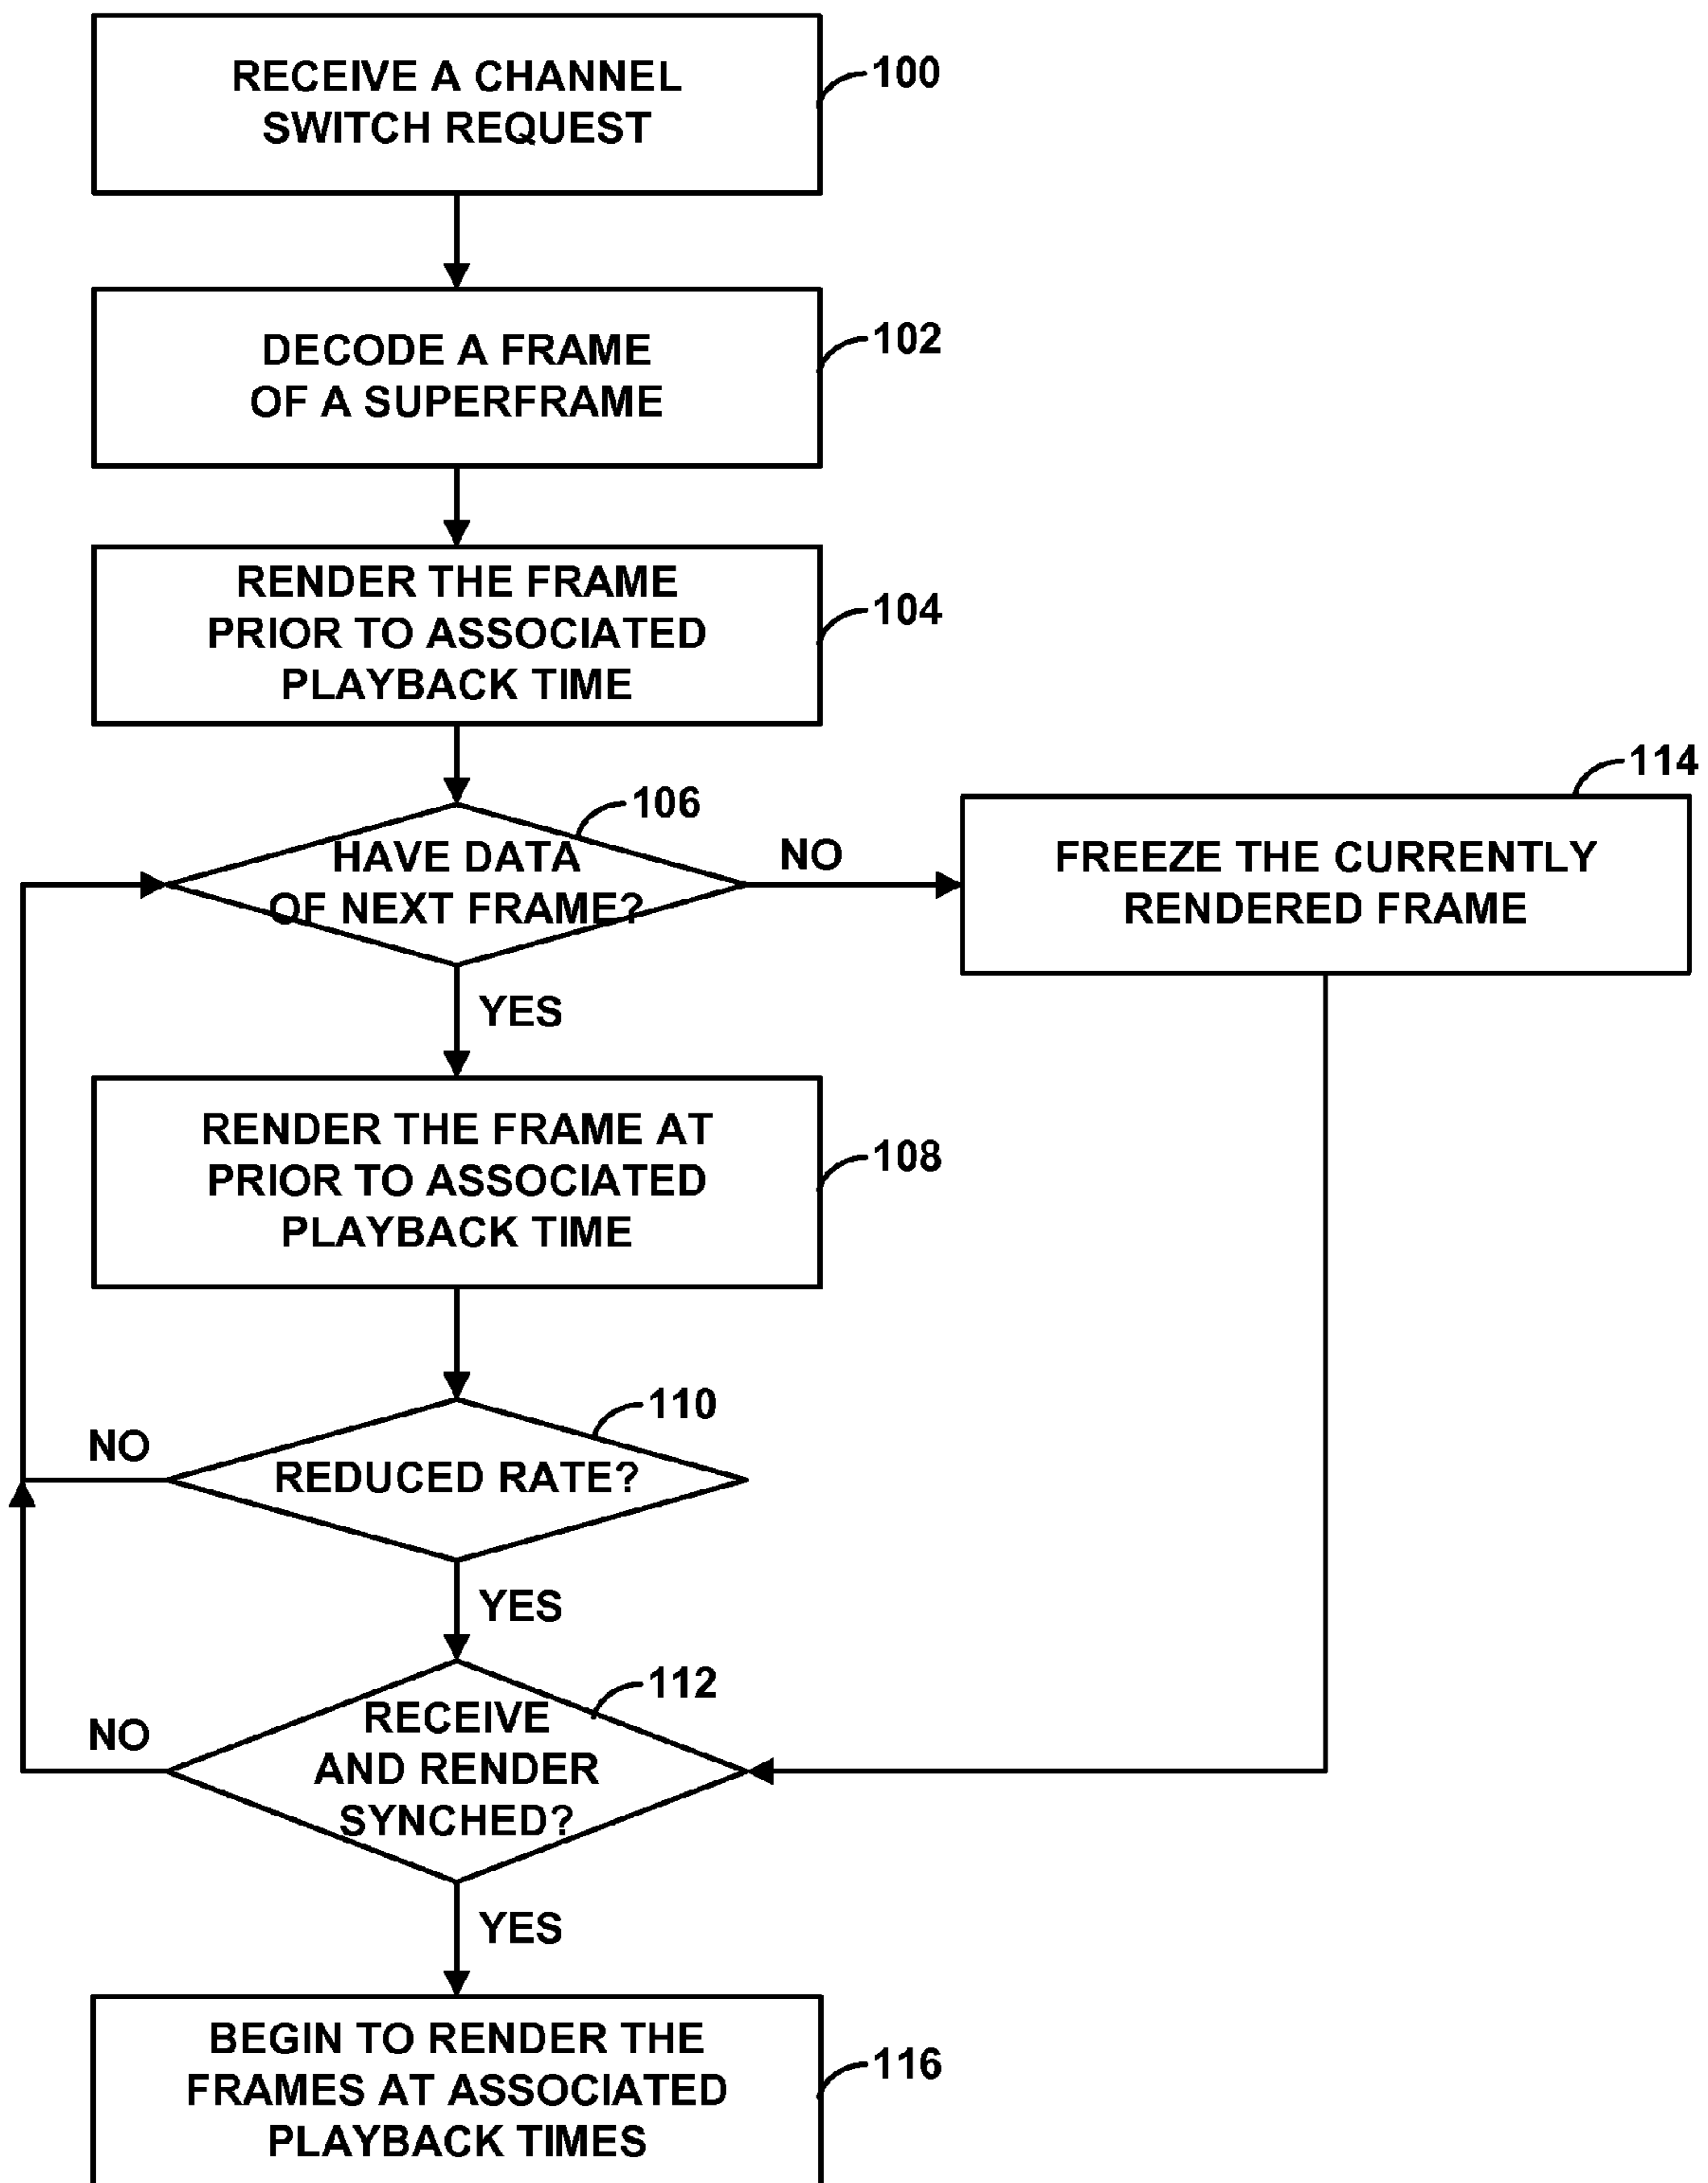 RECEIVE A CHANNEL
SWITCH REQUEST
100
DECODE A FRAME
OF A SUPERFRAME
102
RENDER THE FRAME
PRIOR TO ASSOCIATED
PLAYBACK TIME
104
106
HAVE DATA
OF NEXT FRAME?
NO
114
FREEZE THE CURRENTLY
RENDERED FRAME
YES
RENDER THE FRAME AT
PRIOR TO ASSOCIATED
PLAYBACK TIME
108
110
NO
REDUCED RATE?
YES
112
NO
RECEIVE
AND RENDER
SYNCHED?
YES
BEGIN TO RENDER THE
FRAMES AT ASSOCIATED
PLAYBACK TIMES
116